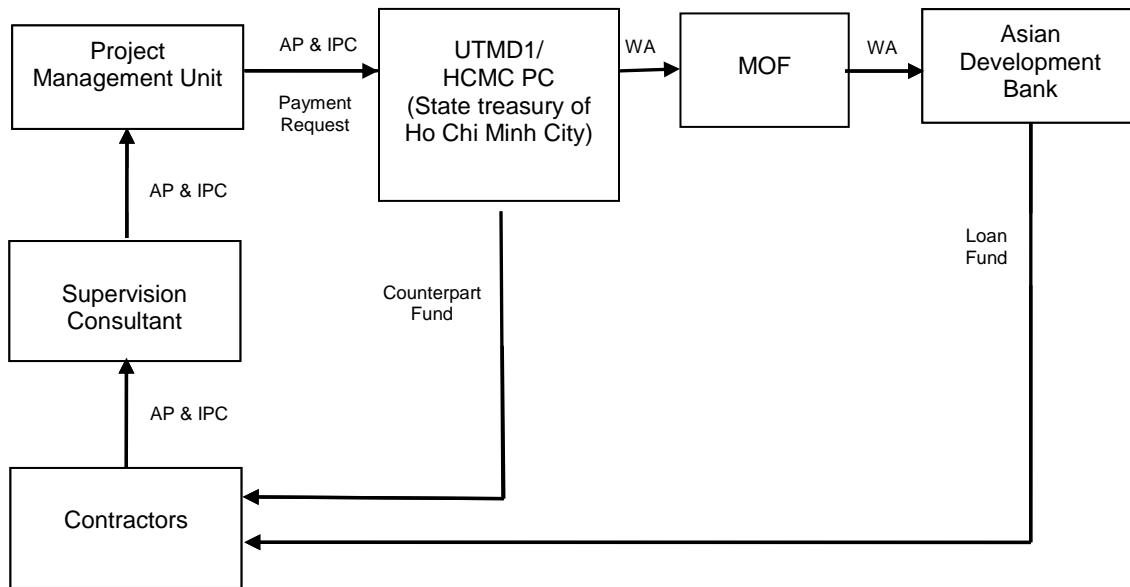 Project
Management Unit
AP & IPC
Payment
Request
UTMD1/
HCMC PC
(State treasury of
Ho Chi Minh City)
WA
MOF
WA
Asian
Development
Bank
AP & IPC
Supervision
Consultant
Counterpart
Fund
Loan
Fund
AP & IPC
Contractors